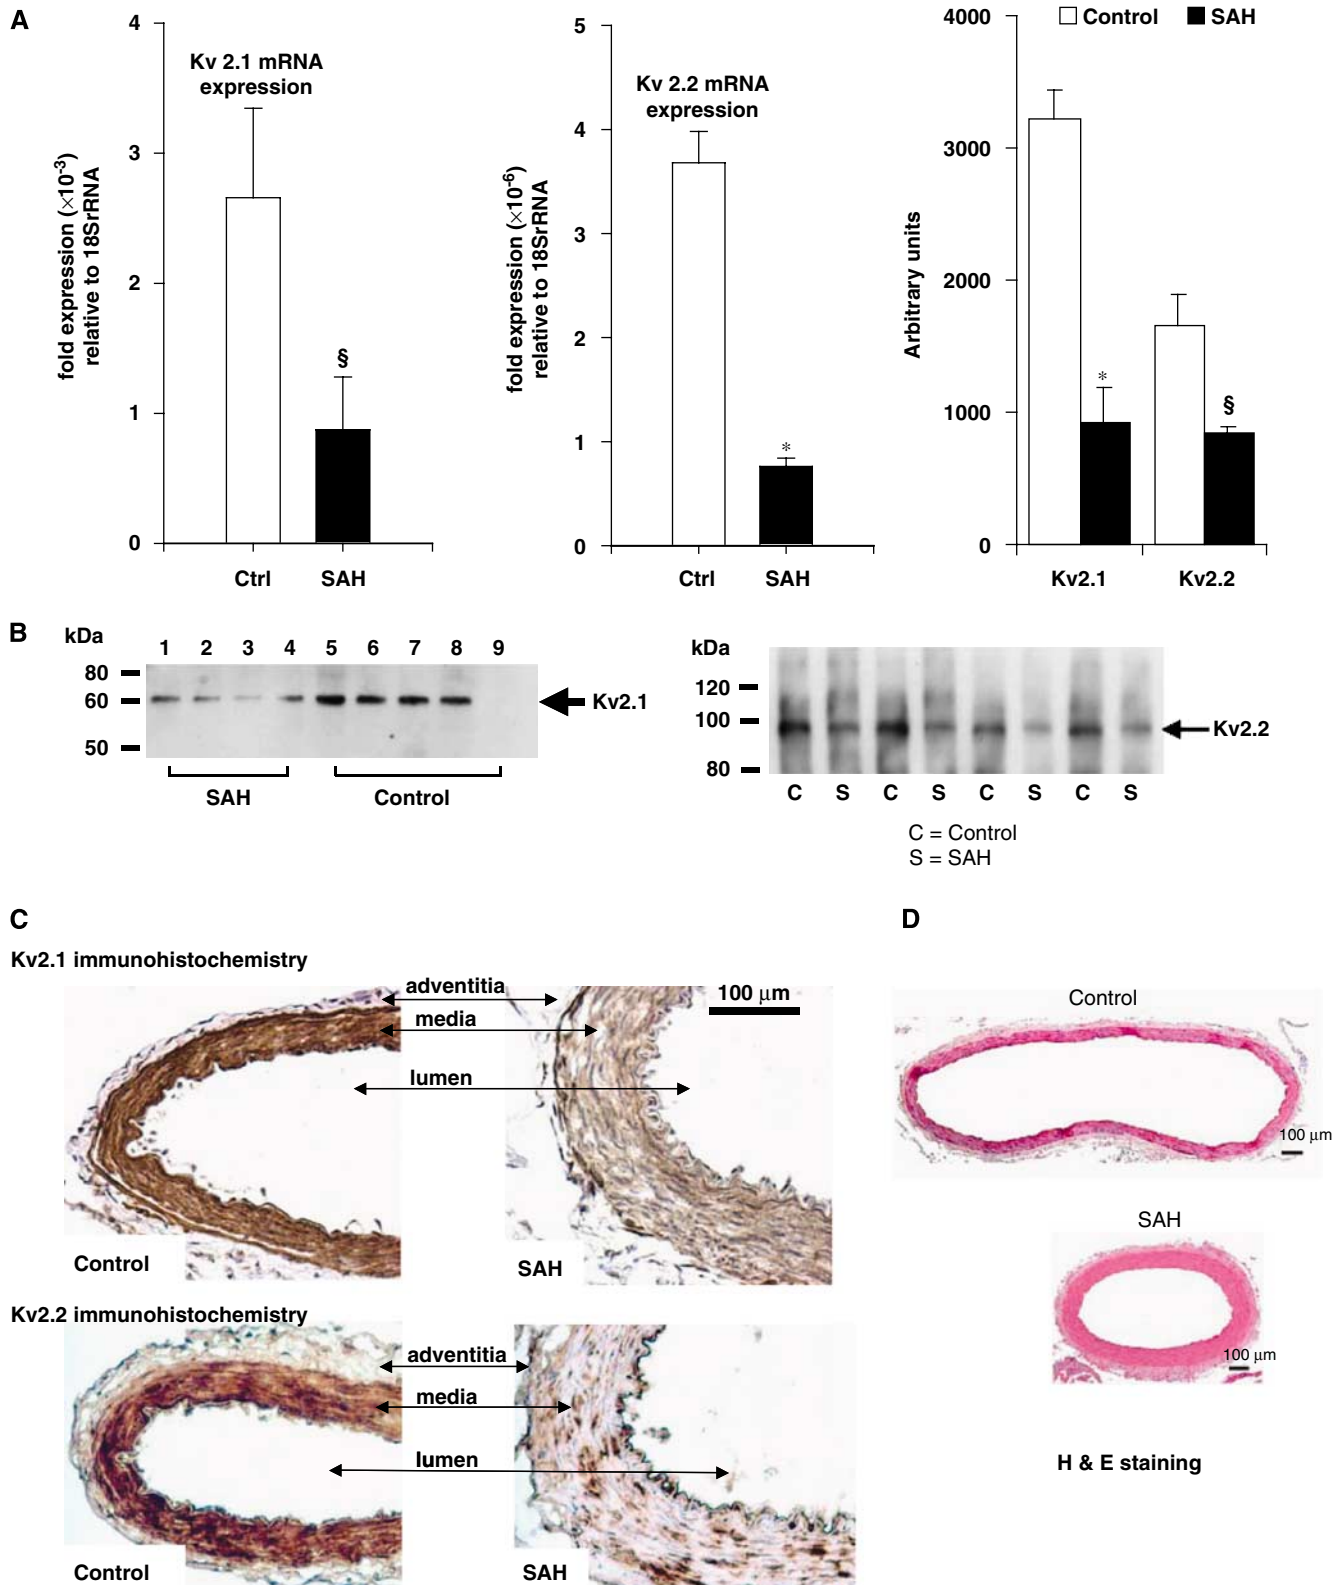 A
Kv 2.1 mRNA
expression
fold expression (×10-3)
relative to 18SrRNA
4
3
2
1
0
§
Ctrl SAH
Kv 2.2 mRNA
expression
fold expression (×10-6)
relative to 18SrRNA
5
4
3
2
1
0
*
Ctrl SAH
Control SAH
Arbitrary units
4000
3000
2000
1000
0
*
§
Kv2.1 Kv2.2
B
kDa
1 2 3 4 5 6 7 8 9
80
60
50
Kv2.1
SAH Control
kDa
120
100
80
Kv2.2
C S C S C S C S
C = Control
S = SAH
C
Kv2.1 immunohistochemistry
adventitia
media
lumen
100 μm
Control
SAH
Kv2.2 immunohistochemistry
adventitia
media
lumen
Control
SAH
D
Control
100 μm
SAH
100 μm
H & E staining